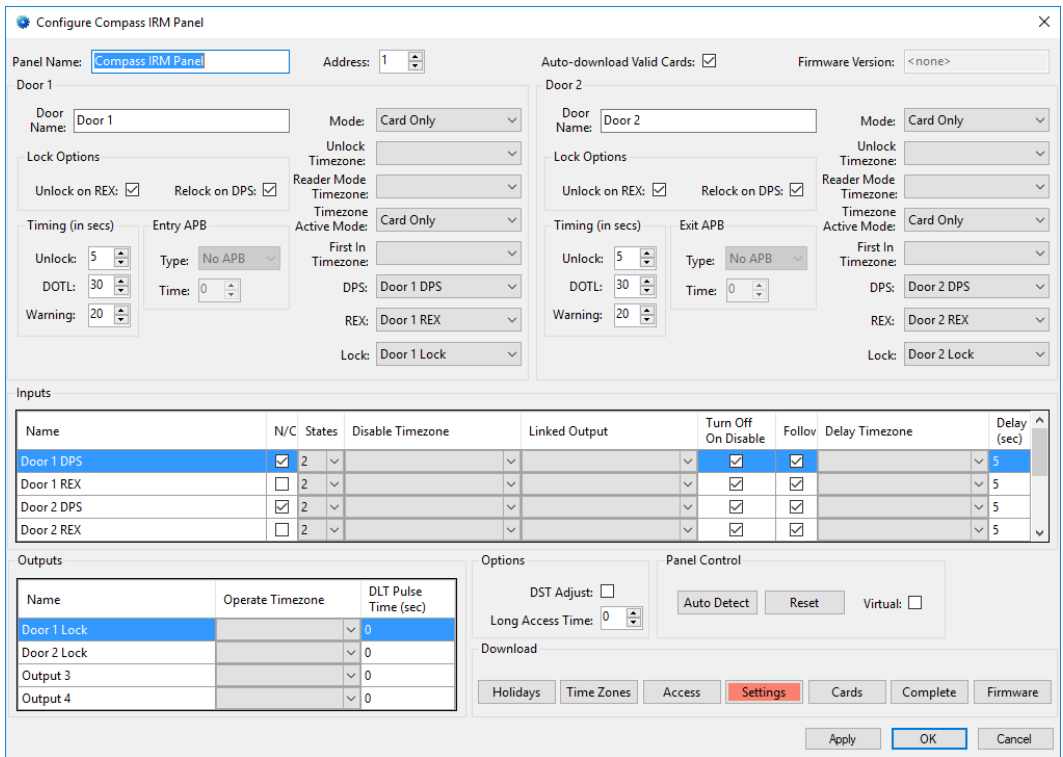 Configure Compass IRM Panel
Panel Name: Compass IRM Panel Address: 1 Auto-download Valid Cards: Firmware Version: <none>
Door 1
Door Name: Door 1
Mode: Card Only
Unlock Timezone:
Lock Options
Unlock on REX: Relock on DPS:
Reader Mode Timezone:
Timezone Active Mode: Card Only
Timing (in secs)
Unlock: 5
DOTL: 30
Warning: 20
Entry APB
Type: No APB
Time: 0
First In Timezone:
DPS: Door 1 DPS
REX: Door 1 REX
Lock: Door 1 Lock
Door 2
Door Name: Door 2
Mode: Card Only
Unlock Timezone:
Lock Options
Unlock on REX: Relock on DPS:
Reader Mode Timezone:
Timezone Active Mode: Card Only
Timing (in secs)
Unlock: 5
DOTL: 30
Warning: 20
Exit APB
Type: No APB
Time: 0
First In Timezone:
DPS: Door 2 DPS
REX: Door 2 REX
Lock: Door 2 Lock
Inputs
Name N/C States Disable Timezone Linked Output Turn Off On Disable Follov Delay Timezone Delay (sec)
Door 1 DPS 2 5
Door 1 REX 2 5
Door 2 DPS 2 5
Door 2 REX 2 5
Outputs
Name Operate Timezone DLT Pulse Time (sec)
Door 1 Lock 0
Door 2 Lock 0
Output 3 0
Output 4 0
Options
DST Adjust:
Long Access Time: 0
Panel Control
Auto Detect Reset Virtual:
Download
Holidays Time Zones Access Settings Cards Complete Firmware
Apply OK Cancel